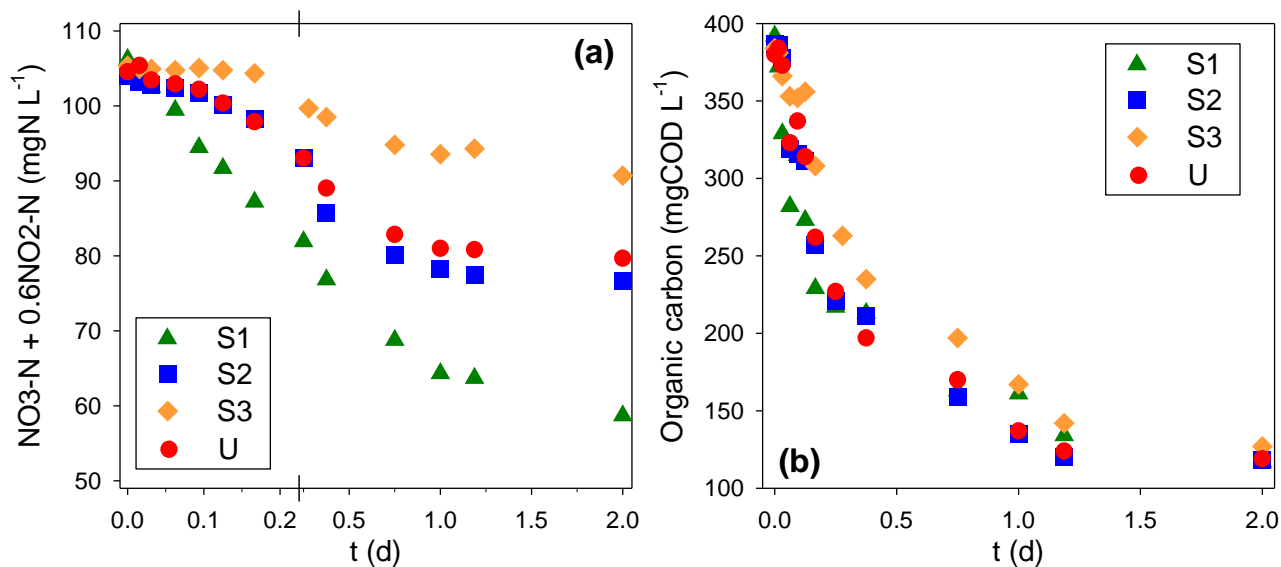 110
100
90
80
70
60
50
NO3-N + 0.6NO2-N (mgN L-1)
(a)
S1
S2
S3
U
0.0 0.1 0.2 0.5 1.0 1.5 2.0
t (d)
400
350
300
250
200
150
100
Organic carbon (mgCOD L-1)
S1
S2
S3
U
(b)
0.0 0.5 1.0 1.5 2.0
t (d)